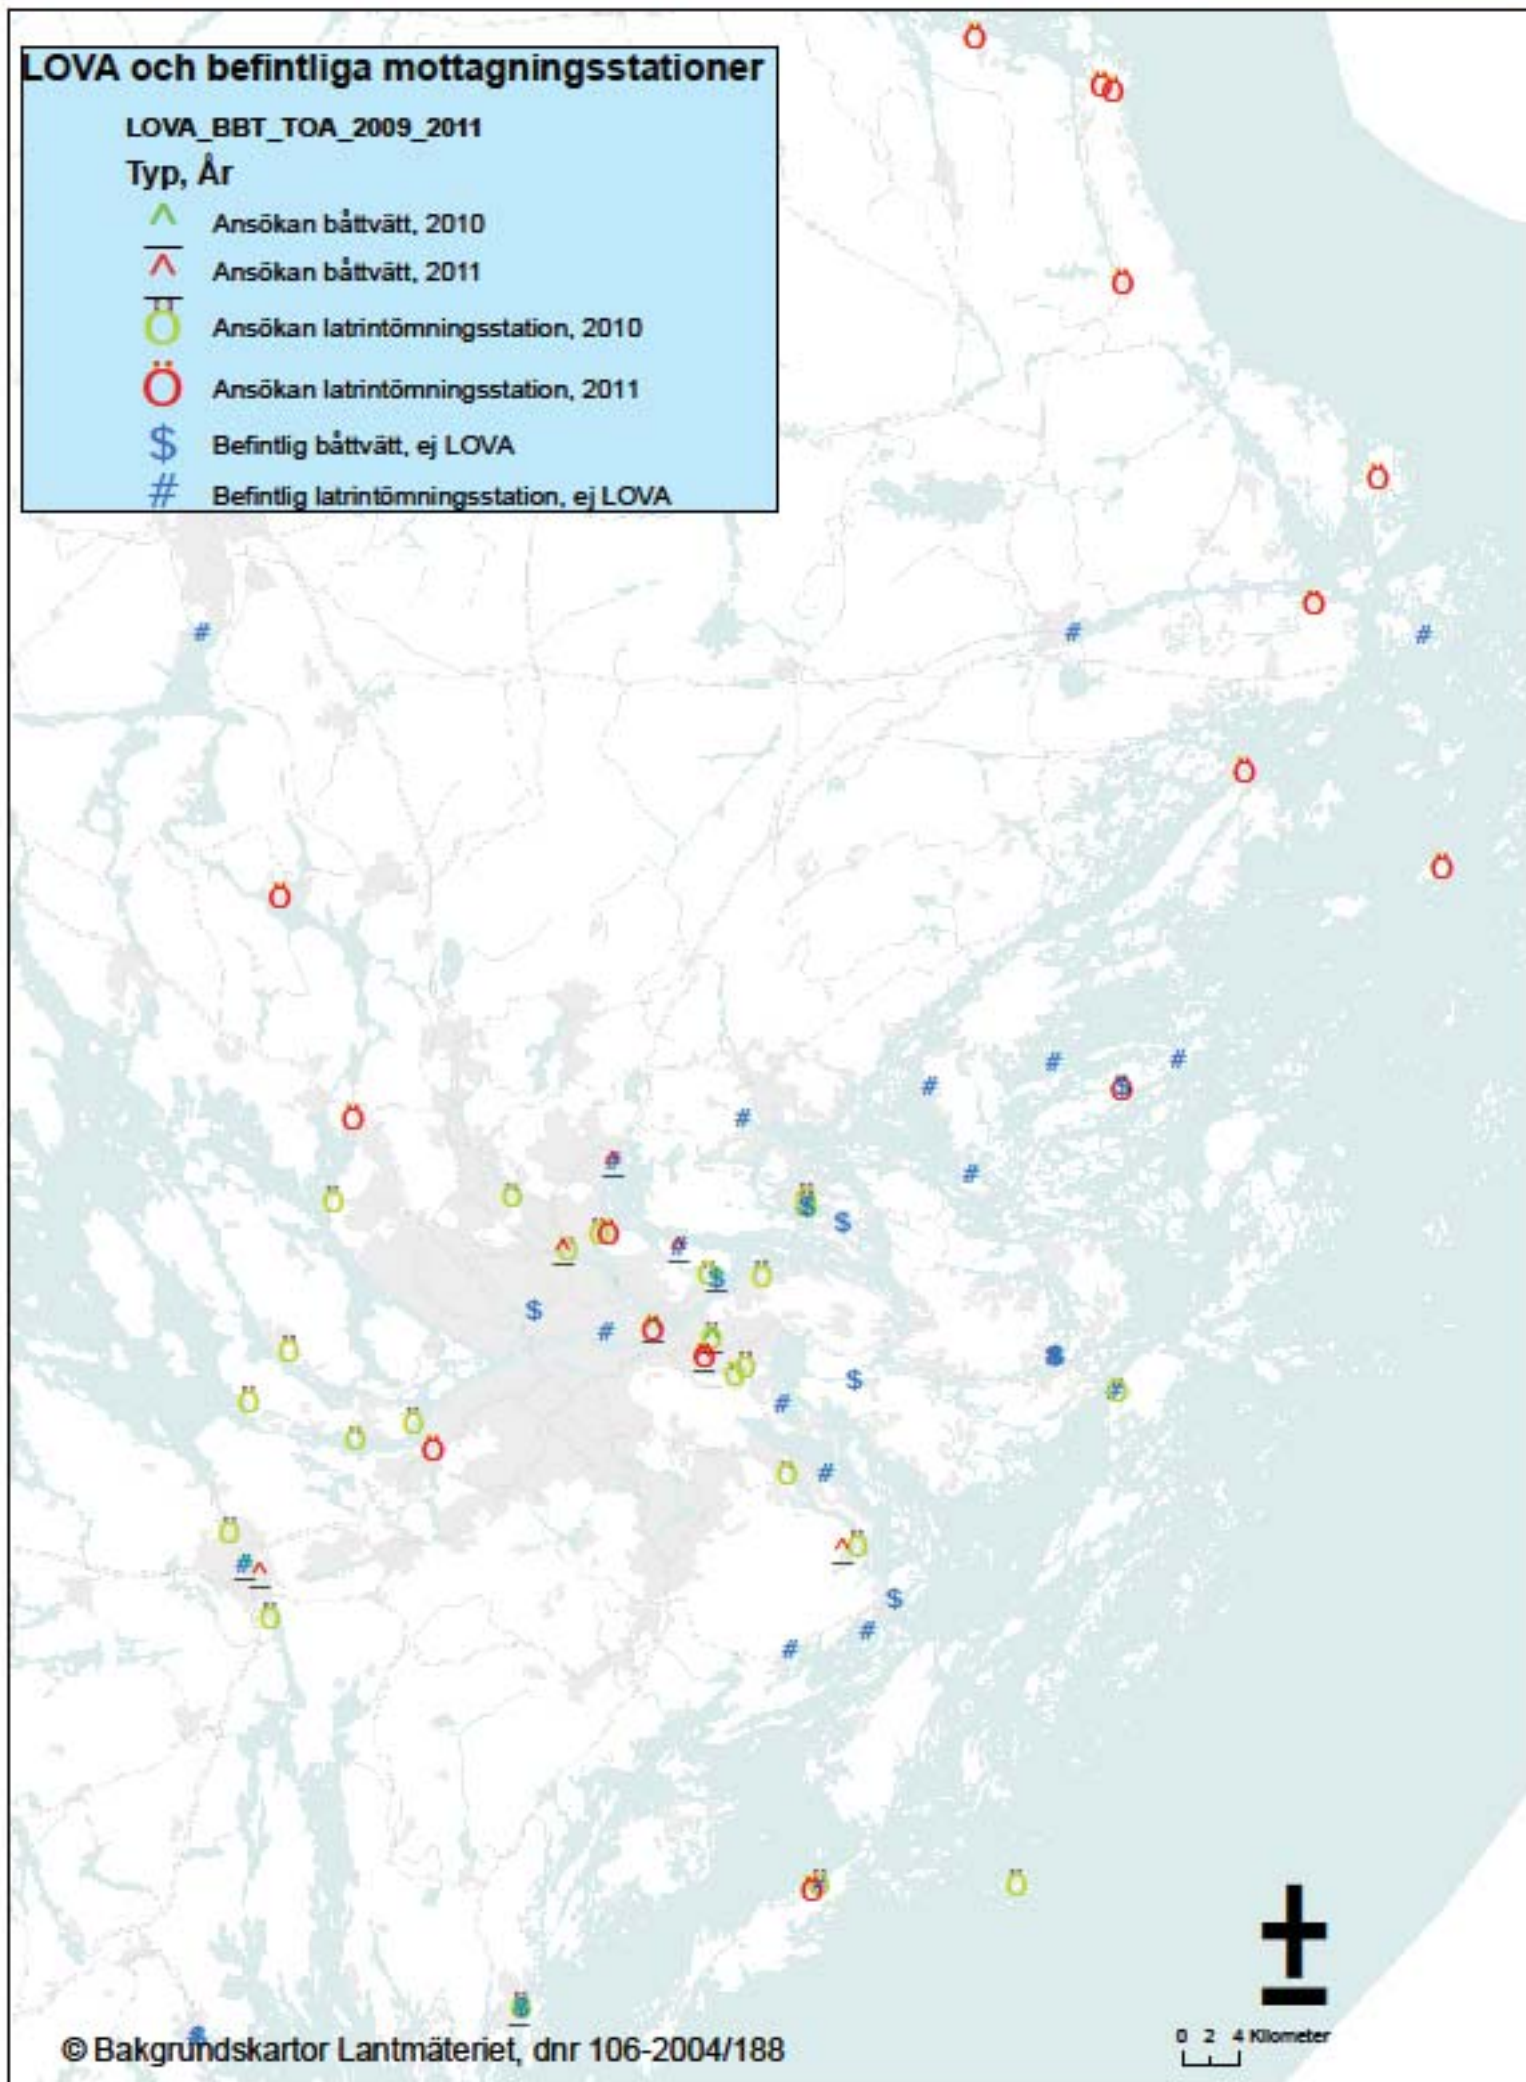 LOVA och befintliga mottagningsstationer
LOVA_BBT_TOA_2009_2011
Typ, År
^ Ansökan båttvätt, 2010
^ Ansökan båttvätt, 2011
Ö Ansökan latrintömningsstation, 2010
Ö Ansökan latrintömningsstation, 2011
$ Befintlig båttvätt, ej LOVA
# Befintlig latrintömningsstation, ej LOVA
© Bakgrundskartor Lantmäteriet, dnr 106-2004/188
0 2 4 Kilometer